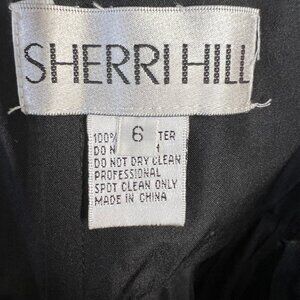 SHERRI HILL
6
100% TER
DO N
DO NOT DRY CLEAN
PROFESSIONAL
SPOT CLEAN ONLY
MADE IN CHINA